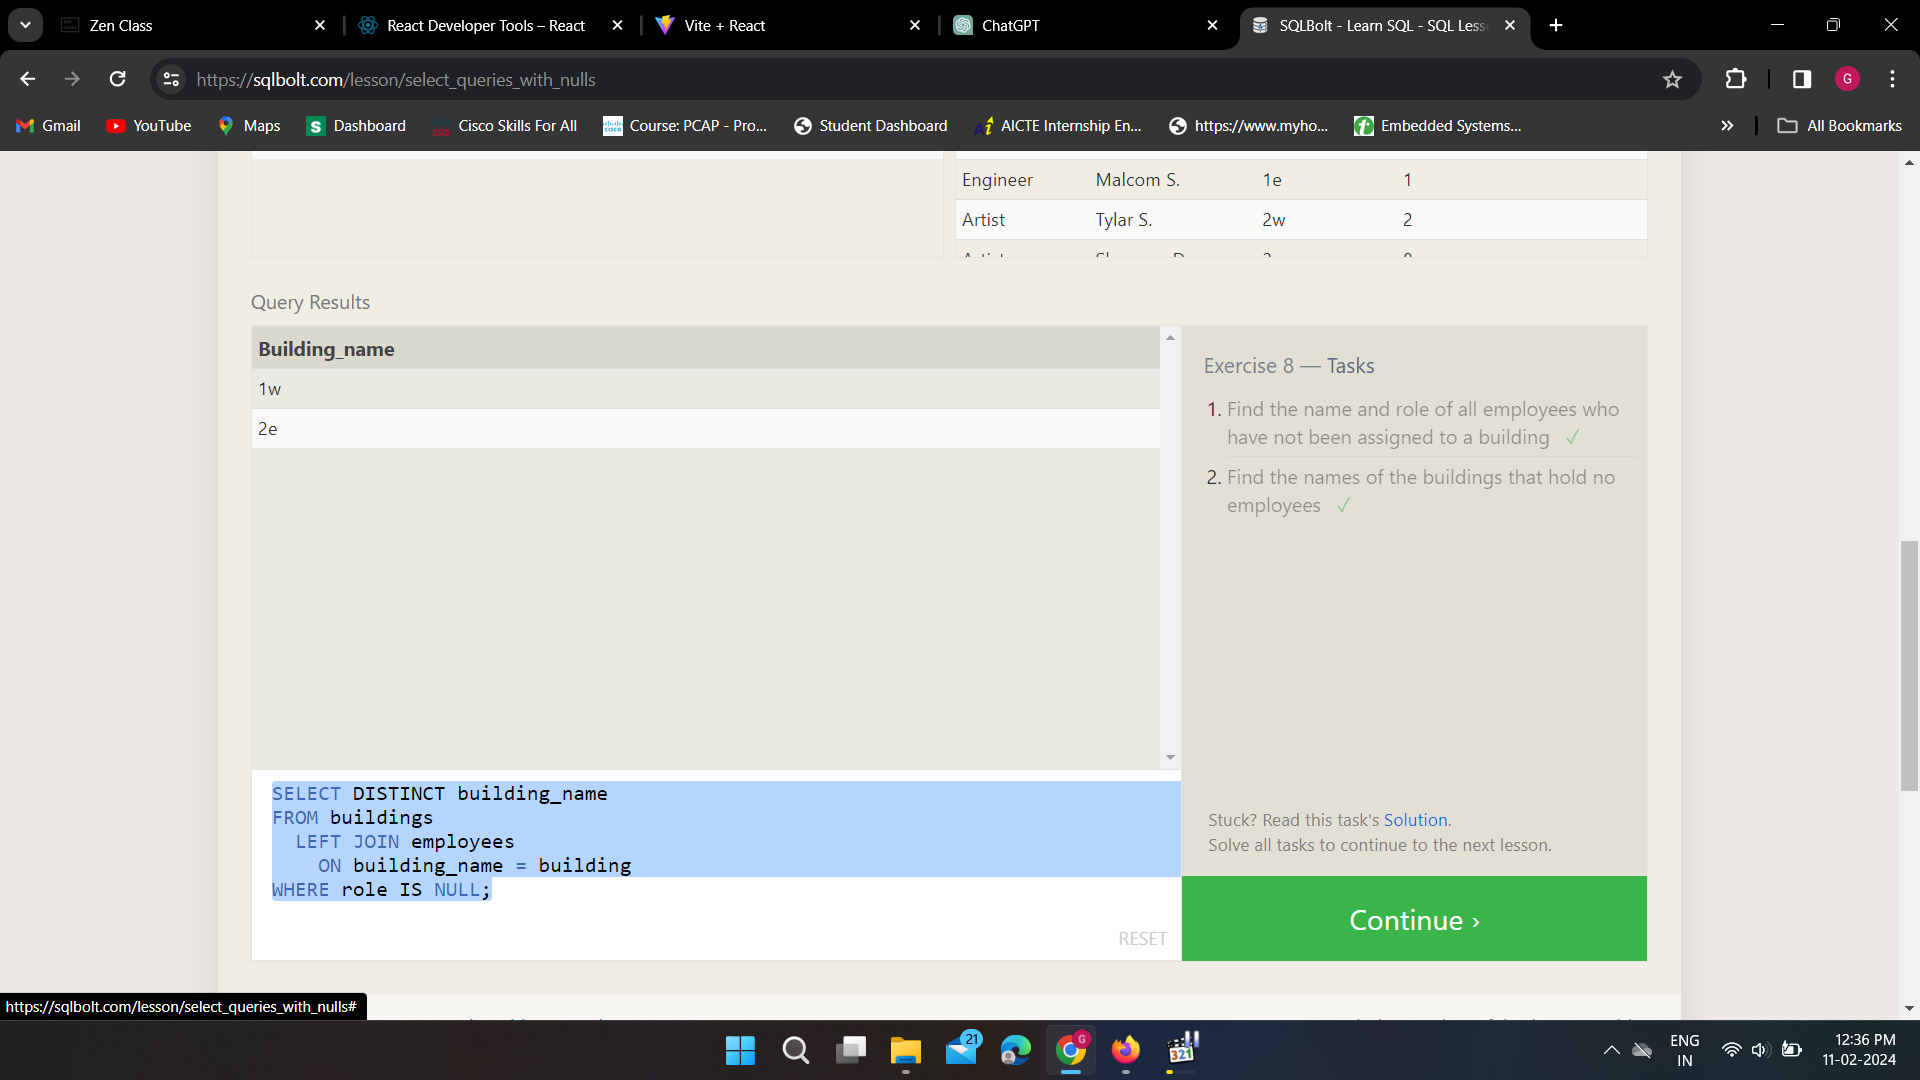 Zen Class
React Developer Tools – React
Vite + React
ChatGPT
SQLBolt - Learn SQL - SQL Less
https://sqlbolt.com/lesson/select_queries_with_nulls
G
Gmail
YouTube
Maps
S Dashboard
Cisco Skills For All
Course: PCAP - Pro...
Student Dashboard
AICTE Internship En...
https://www.myho...
Embedded Systems...
All Bookmarks
Engineer Malcom S. 1e 1
Artist Tylar S. 2w 2
Query Results
Building_name
1w
2e
Exercise 8 — Tasks
1. Find the name and role of all employees who
have not been assigned to a building ✓
2. Find the names of the buildings that hold no
employees ✓
SELECT DISTINCT building_name
FROM buildings
LEFT JOIN employees
ON building_name = building
WHERE role IS NULL;
RESET
Stuck? Read this task's Solution.
Solve all tasks to continue to the next lesson.
Continue ›
https://sqlbolt.com/lesson/select_queries_with_nulls#
21
G
321
ENG
IN
12:36 PM
11-02-2024